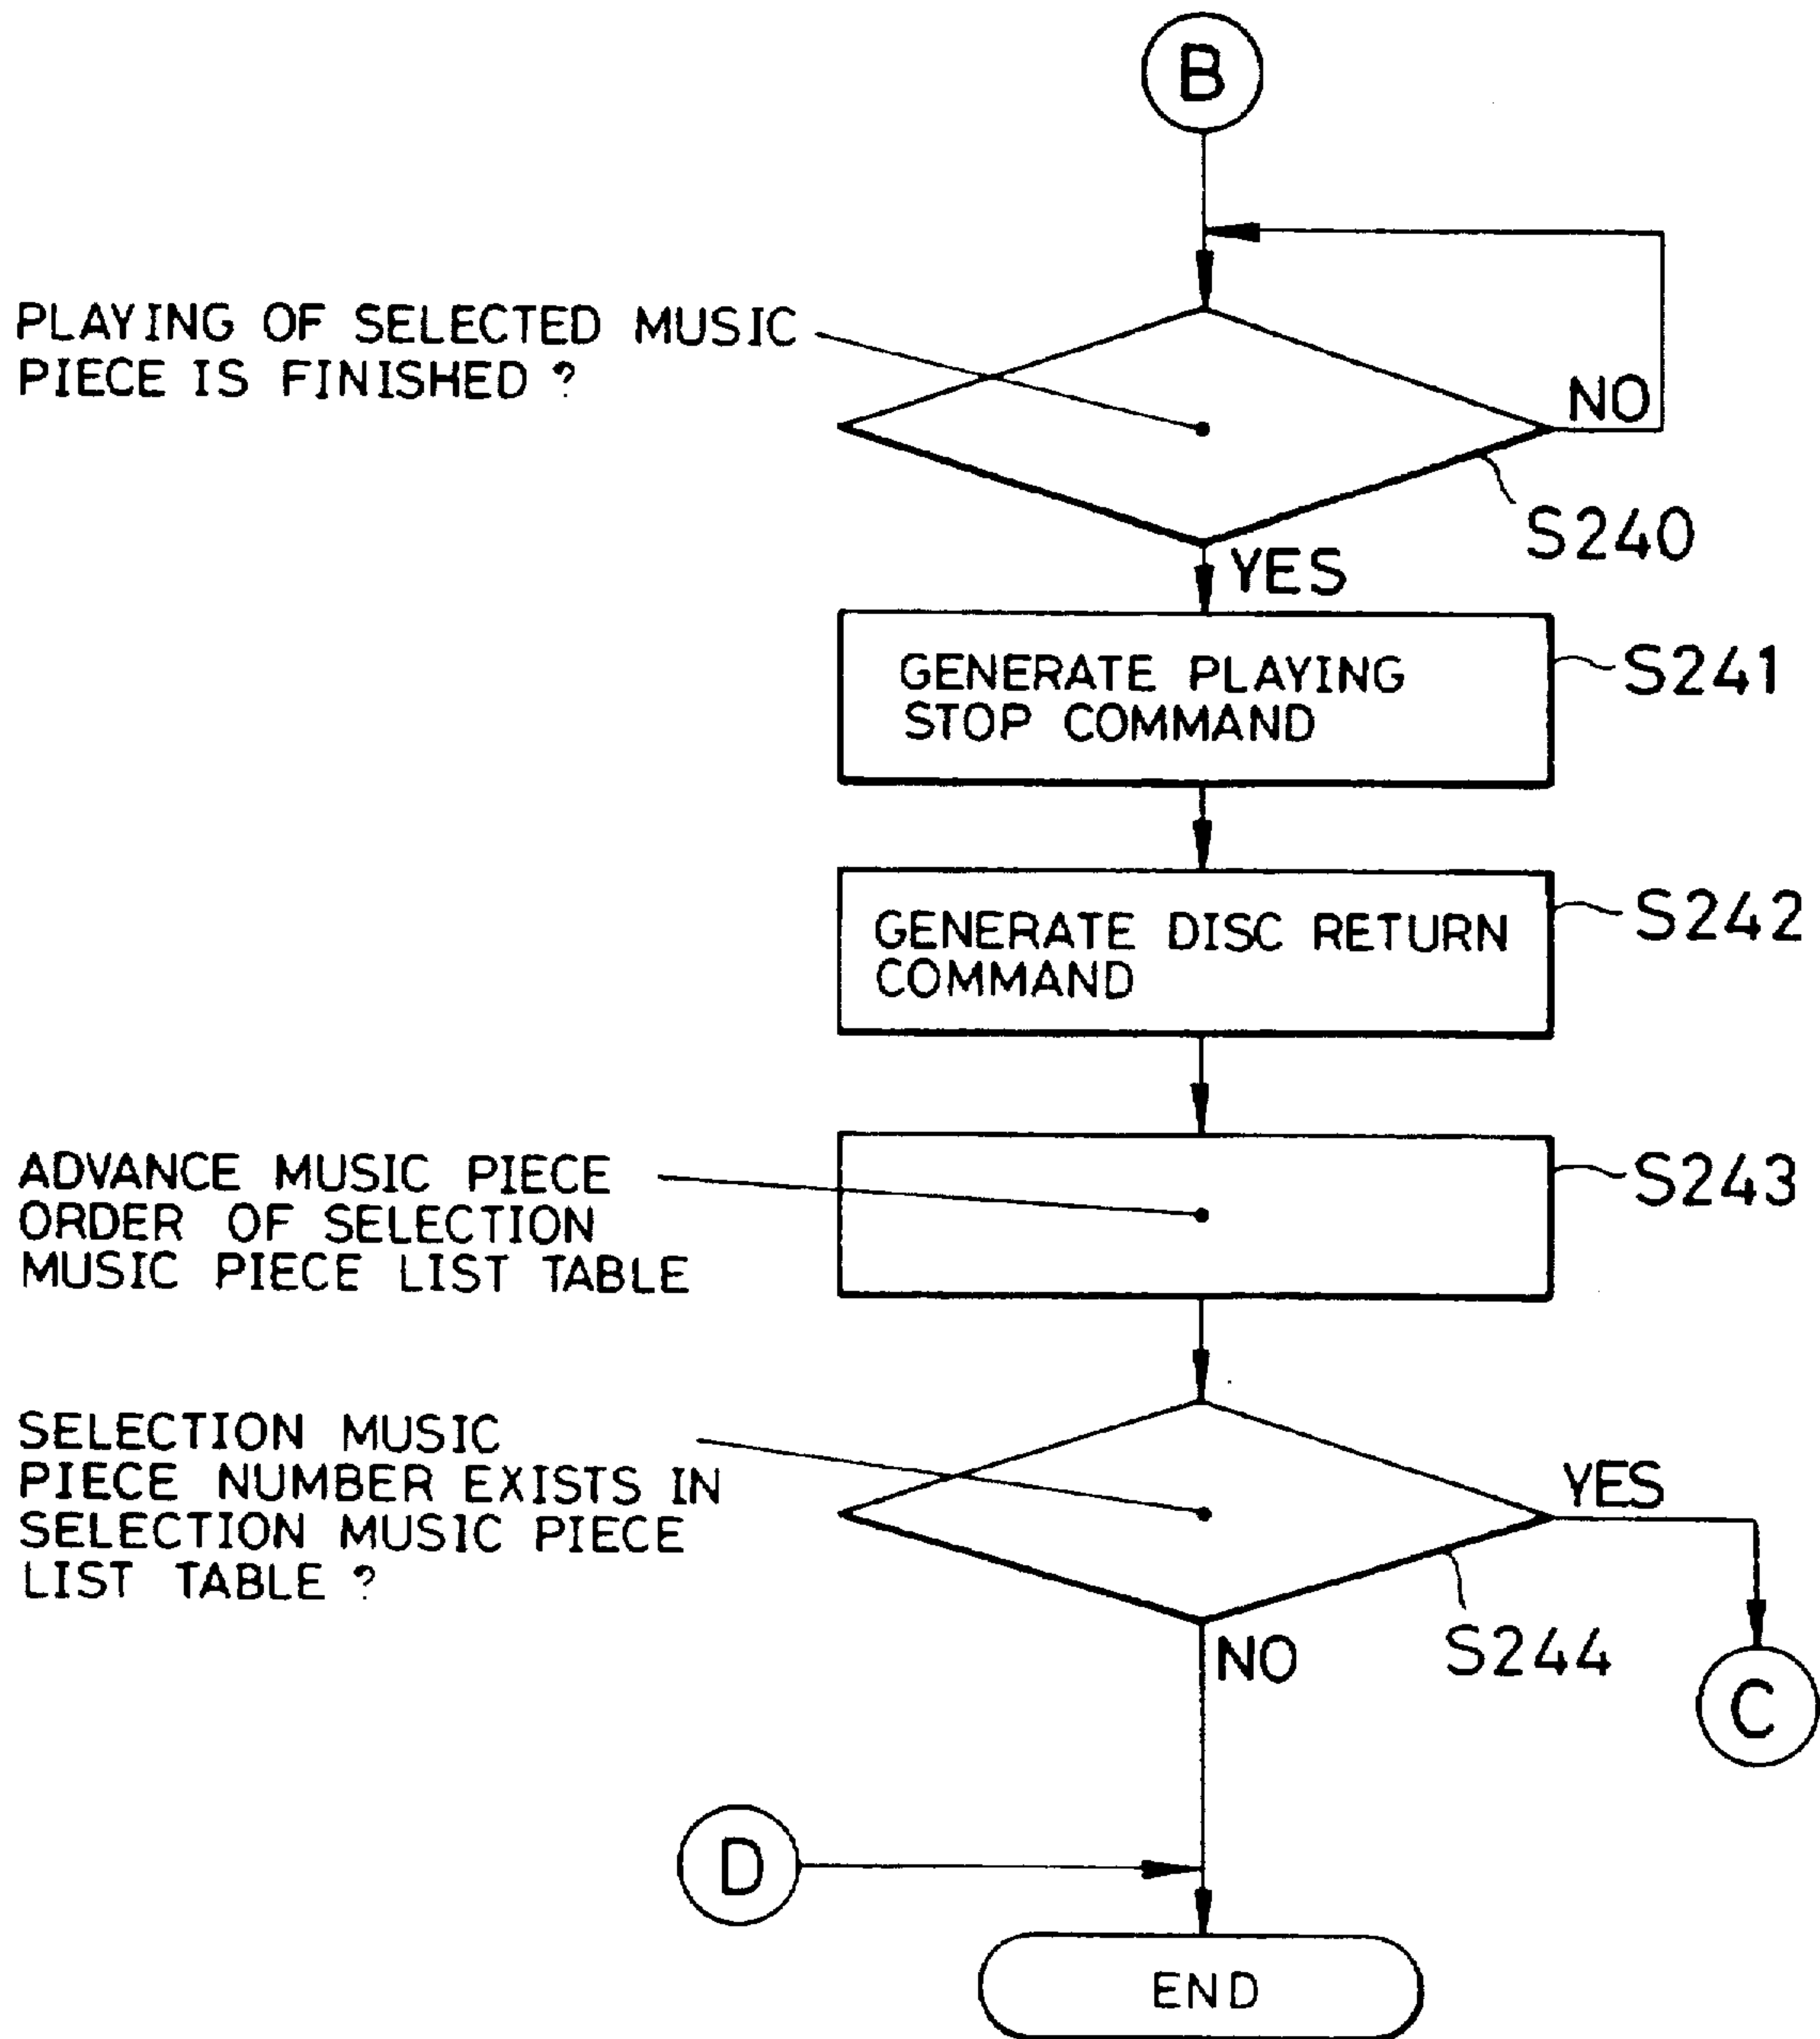 B
PLAYING OF SELECTED MUSIC
PIECE IS FINISHED ?
NO
S240
YES
GENERATE PLAYING
STOP COMMAND
S241
GENERATE DISC RETURN
COMMAND
S242
ADVANCE MUSIC PIECE
ORDER OF SELECTION
MUSIC PIECE LIST TABLE
S243
SELECTION MUSIC
PIECE NUMBER EXISTS IN
SELECTION MUSIC PIECE
LIST TABLE ?
YES
S244
NO
C
D
END